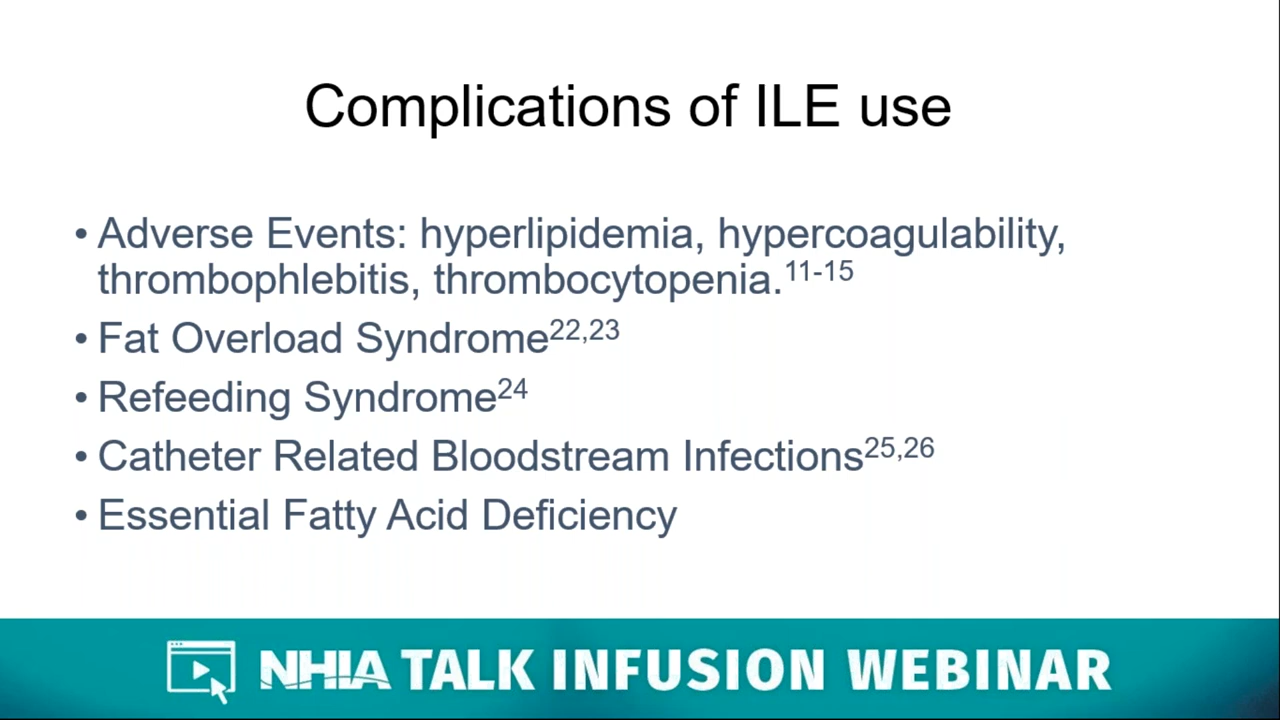 Complications of ILE use
• Adverse Events: hyperlipidemia, hypercoagulability,
thrombophlebitis, thrombocytopenia.11-15
• Fat Overload Syndrome22,23
• Refeeding Syndrome24
• Catheter Related Bloodstream Infections25,26
• Essential Fatty Acid Deficiency
NHIA TALK INFUSION WEBINAR